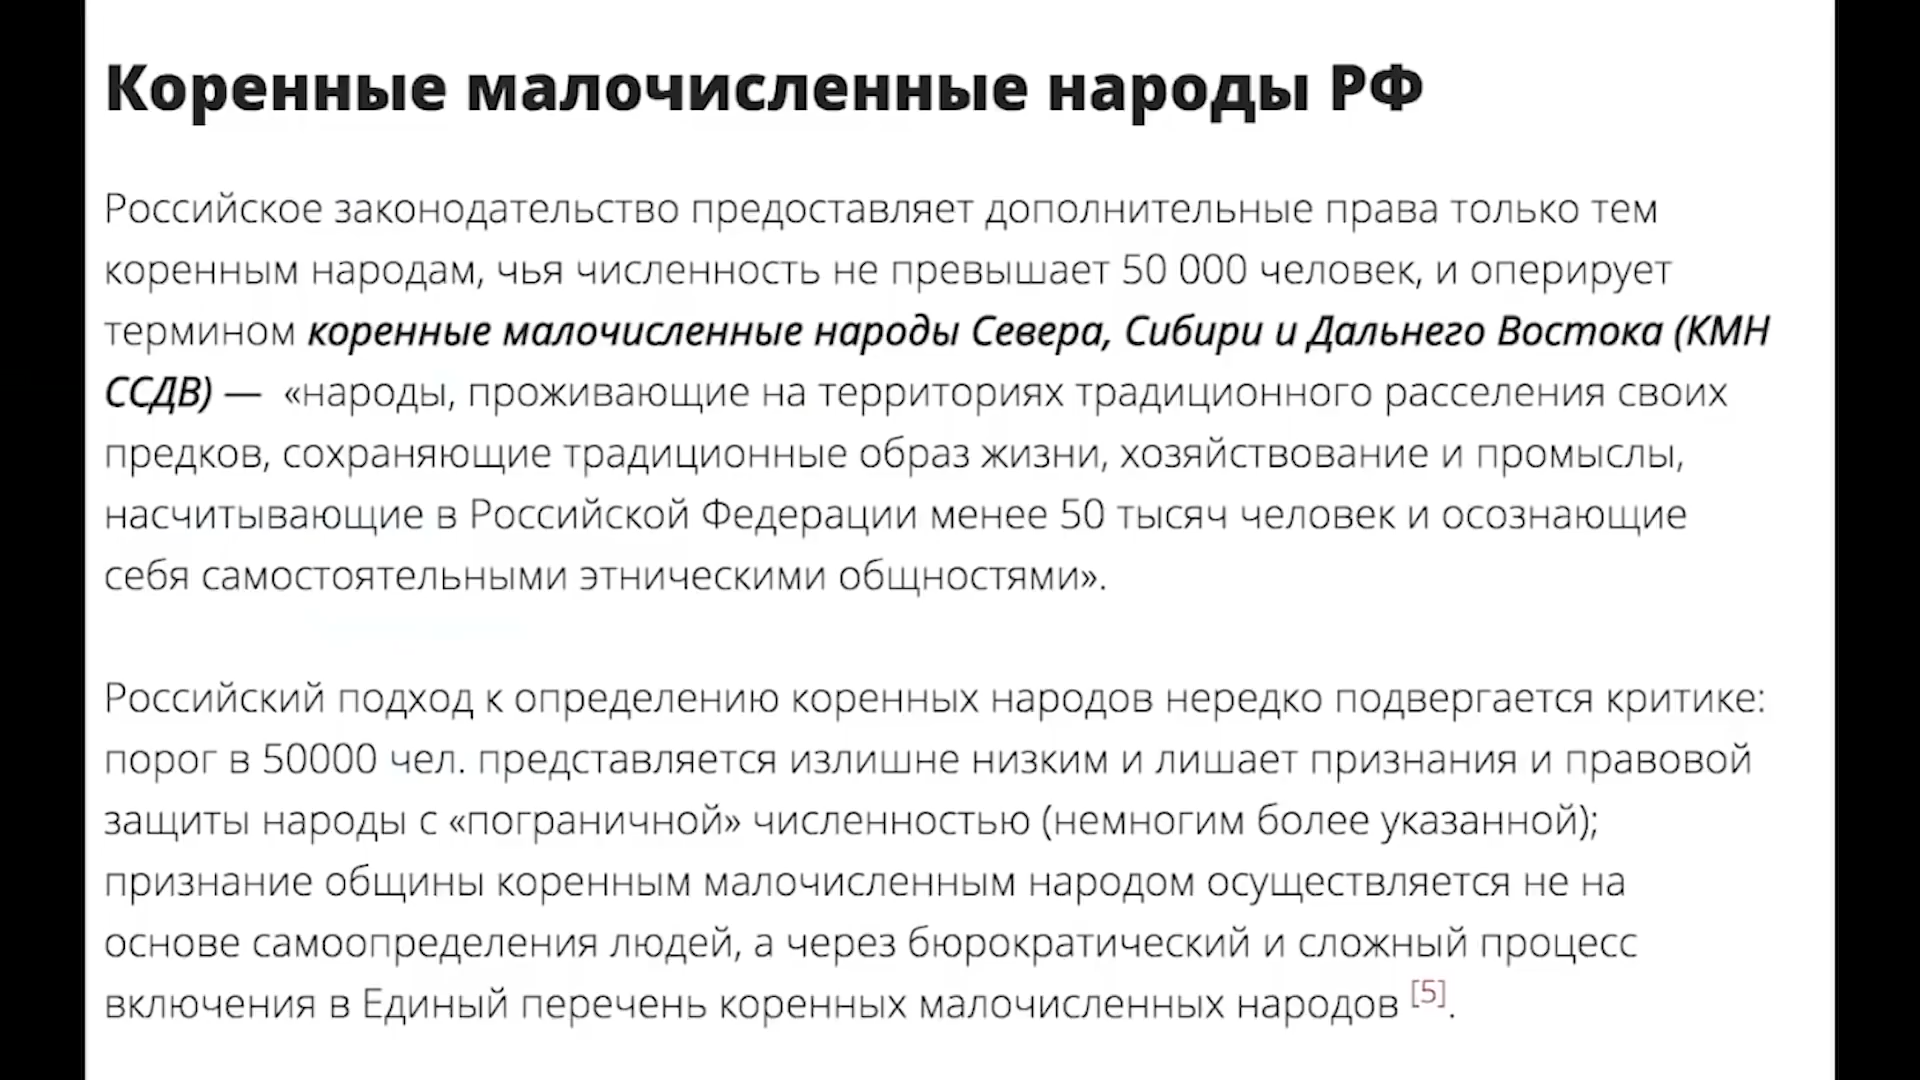 Коренные малочисленные народы РФ
Российское законодательство предоставляет дополнительные права только тем
коренным народам, чья численность не превышает 50 000 человек, и оперирует
термином коренные малочисленные народы Севера, Сибири и Дальнего Востока (КМН
ССДВ) — «народы, проживающие на территориях традиционного расселения своих
предков, сохраняющие традиционные образ жизни, хозяйствование и промыслы,
насчитывающие в Российской Федерации менее 50 тысяч человек и осознающие
себя самостоятельными этническими общностями».
Российский подход к определению коренных народов нередко подвергается критике:
порог в 50000 чел. представляется излишне низким и лишает признания и правовой
защиты народы с «пограничной» численностью (немногим более указанной);
признание общины коренным малочисленным народом осуществляется не на
основе самоопределения людей, а через бюрократический и сложный процесс
включения в Единый перечень коренных малочисленных народов [5].